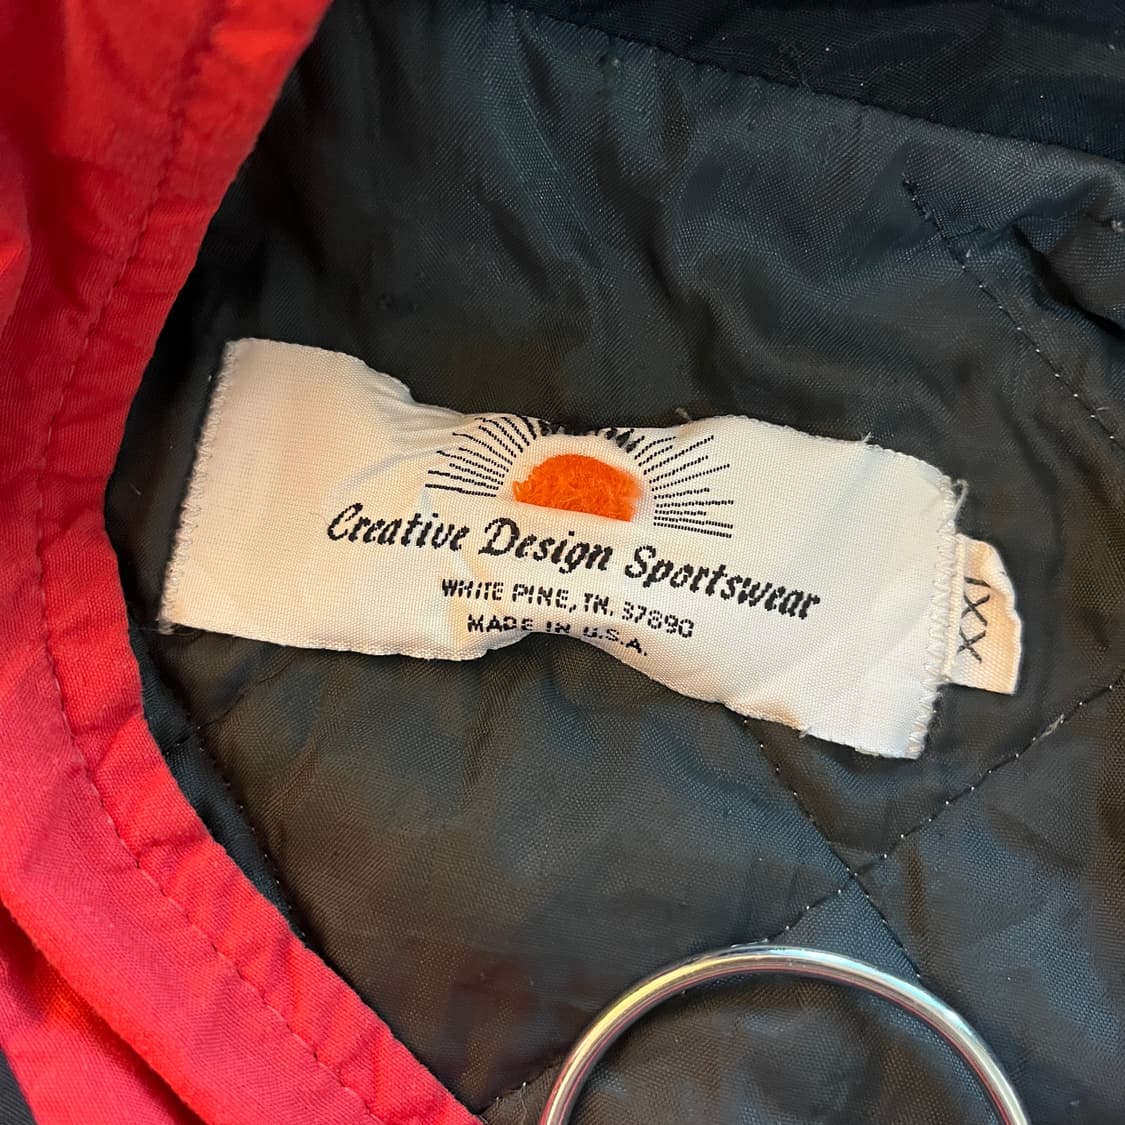 Creative Design Sportswear
WHITE PINE, TN. 37890
MADE IN U.S.A.
XXL